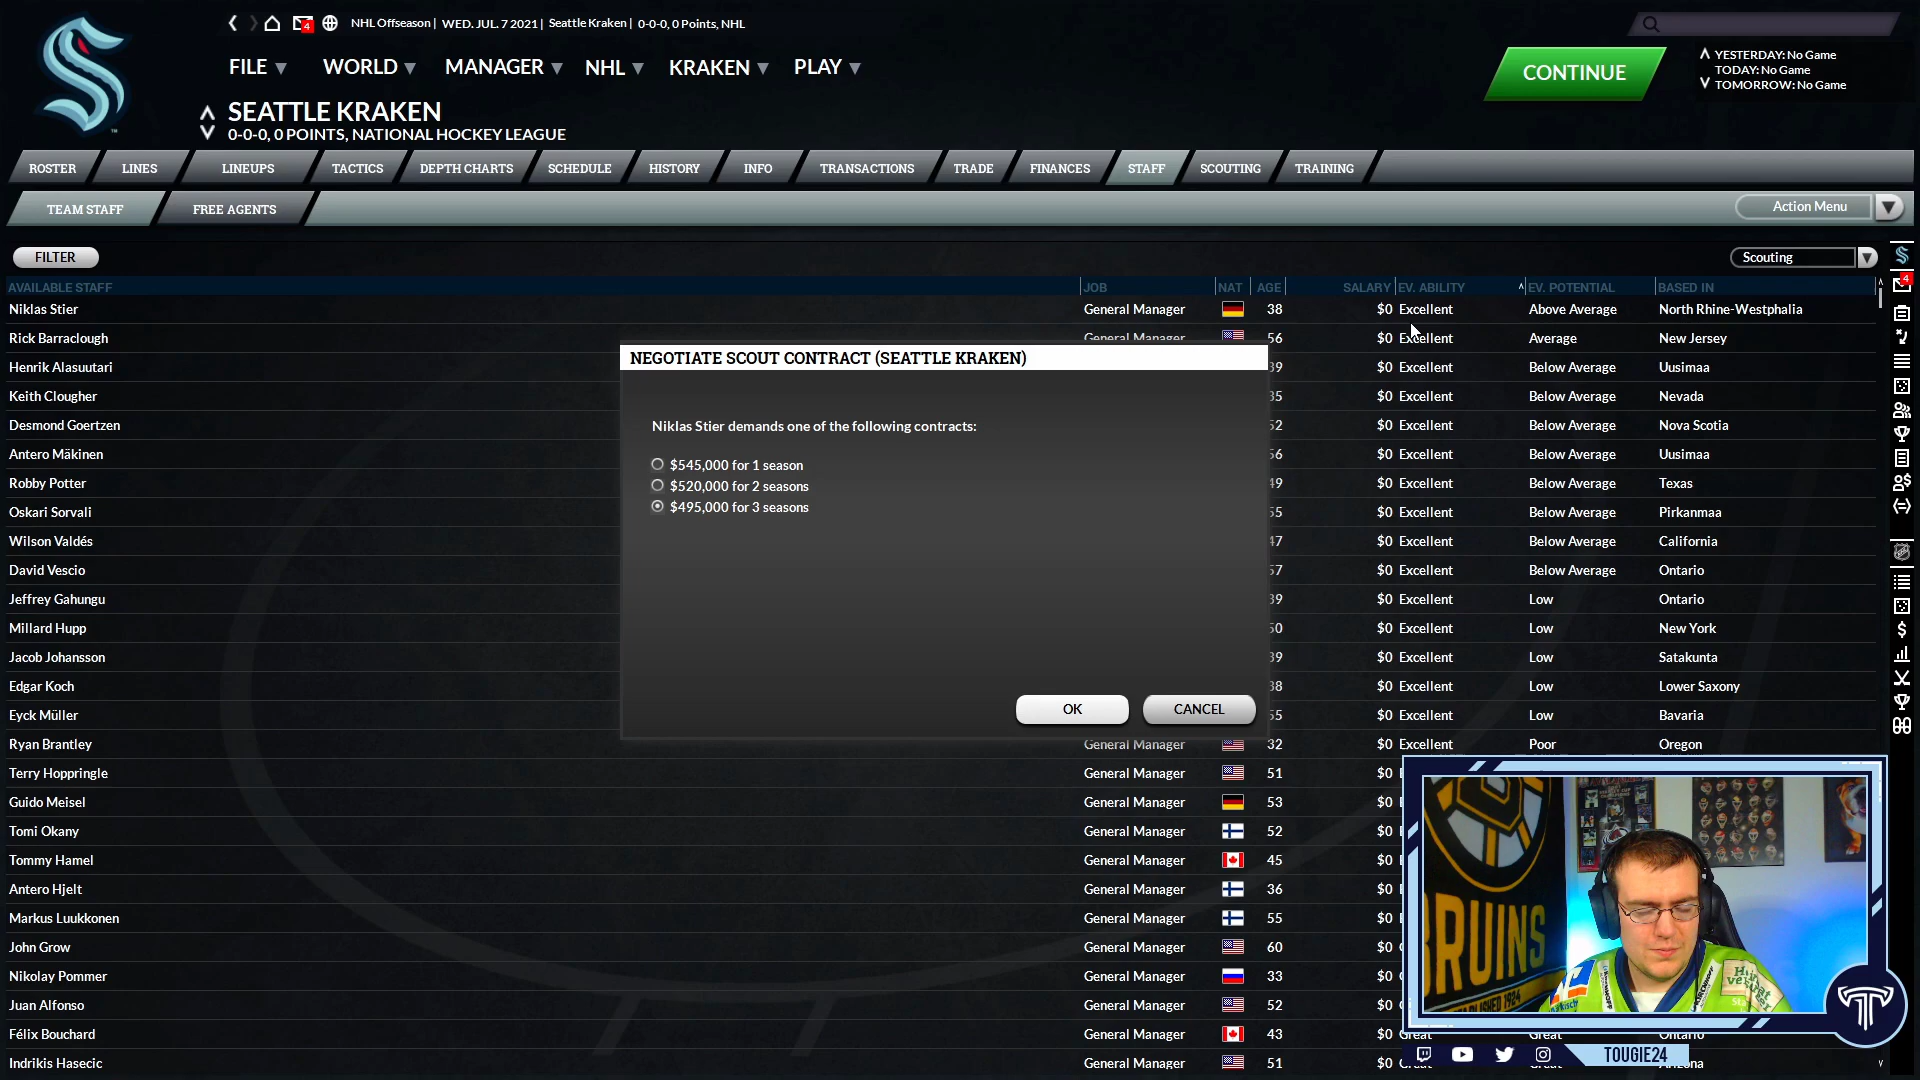 NHL Offseason | WED. JUL. 7 2021 | Seattle Kraken | 0-0-0, 0 Points, NHL
4
FILE WORLD MANAGER NHL KRAKEN PLAY
CONTINUE
YESTERDAY: No Game
TODAY: No Game
TOMORROW: No Game
SEATTLE KRAKEN
0-0-0, 0 POINTS, NATIONAL HOCKEY LEAGUE
ROSTER LINES LINEUPS TACTICS DEPTH CHARTS SCHEDULE HISTORY INFO TRANSACTIONS TRADE FINANCES STAFF SCOUTING TRAINING
TEAM STAFF FREE AGENTS Action Menu
FILTER Scouting
AVAILABLE STAFF JOB NAT AGE SALARY EV. ABILITY EV. POTENTIAL BASED IN
4
Niklas Stier General Manager 38 $0 Excellent Above Average North Rhine-Westphalia
Rick Barraclough General Manager 56 $0 Excellent Average New Jersey
Henrik Alasuutari $0 Excellent Below Average Uusimaa
Keith Clougher $0 Excellent Below Average Nevada
Desmond Goertzen $0 Excellent Below Average Nova Scotia
Antero Mäkinen $0 Excellent Below Average Uusimaa
Robby Potter $0 Excellent Below Average Texas
Oskari Sorvali $0 Excellent Below Average Pirkanmaa
Wilson Valdés $0 Excellent Below Average California
David Vescio $0 Excellent Below Average Ontario
Jeffrey Gahungu $0 Excellent Low Ontario
Millard Hupp $0 Excellent Low New York
Jacob Johansson $0 Excellent Low Satakunta
Edgar Koch $0 Excellent Low Lower Saxony
Eyck Müller $0 Excellent Low Bavaria
Ryan Brantley General Manager 32 $0 Excellent Poor Oregon
Terry Hoppringle General Manager 51 $0
Guido Meisel General Manager 53 $0
Tomi Okany General Manager 52 $0
Tommy Hamel General Manager 45 $0
Antero Hjelt General Manager 36 $0
Markus Luukkonen General Manager 55 $0
John Grow General Manager 60 $0
Nikolay Pommer General Manager 33 $0
Juan Alfonso General Manager 52 $0
Félix Bouchard General Manager 43 $0 Great Great Ontario
Indrikis Hasecic General Manager 51 $0
NEGOTIATE SCOUT CONTRACT (SEATTLE KRAKEN)
Niklas Stier demands one of the following contracts:
$545,000 for 1 season
$520,000 for 2 seasons
$495,000 for 3 seasons
OK CANCEL
BRUINS
TOUGIE24